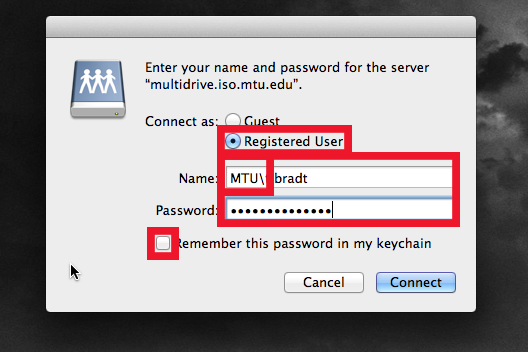 Enter your name and password for the server
“multidrive.iso.mtu.edu”.
Connect as: Guest
Registered User
Name: MTU\ bradt
Password: ••••••••••••••
Remember this password in my keychain
Cancel Connect